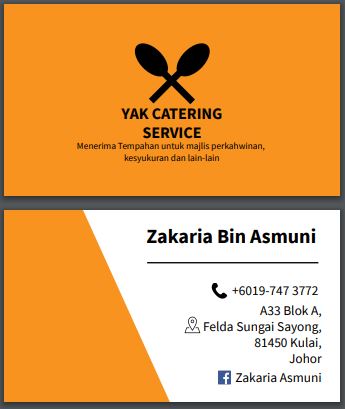 YAK CATERING
SERVICE
Menerima Tempahan untuk majlis perkahwinan,
kesyukuran dan lain-lain
Zakaria Bin Asmuni
+6019-747 3772
A33 Blok A,
Felda Sungai Sayong,
81450 Kulai,
Johor
Zakaria Asmuni